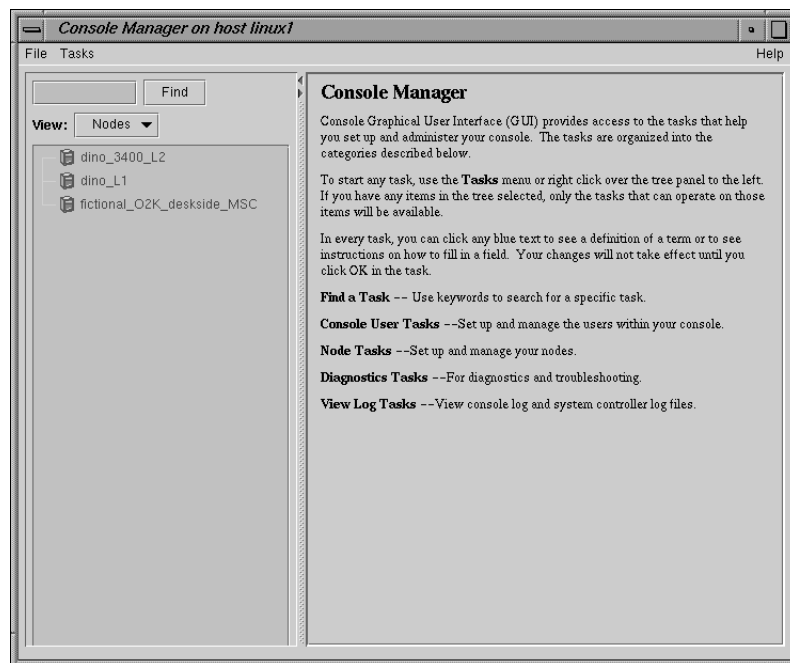 Console Manager on host linux1
File Tasks Help
Find
View: Nodes
dino_3400_L2
dino_L1
fictional_O2K_deskside_MSC
Console Manager
Console Graphical User Interface (GUI) provides access to the tasks that help
you set up and administer your console. The tasks are organized into the
categories described below.
To start any task, use the Tasks menu or right click over the tree panel to the left.
If you have any items in the tree selected, only the tasks that can operate on those
items will be available.
In every task, you can click any blue text to see a definition of a term or to see
instructions on how to fill in a field. Your changes will not take effect until you
click OK in the task.
Find a Task -- Use keywords to search for a specific task.
Console User Tasks --Set up and manage the users within your console.
Node Tasks --Set up and manage your nodes.
Diagnostics Tasks --For diagnostics and troubleshooting.
View Log Tasks --View console log and system controller log files.